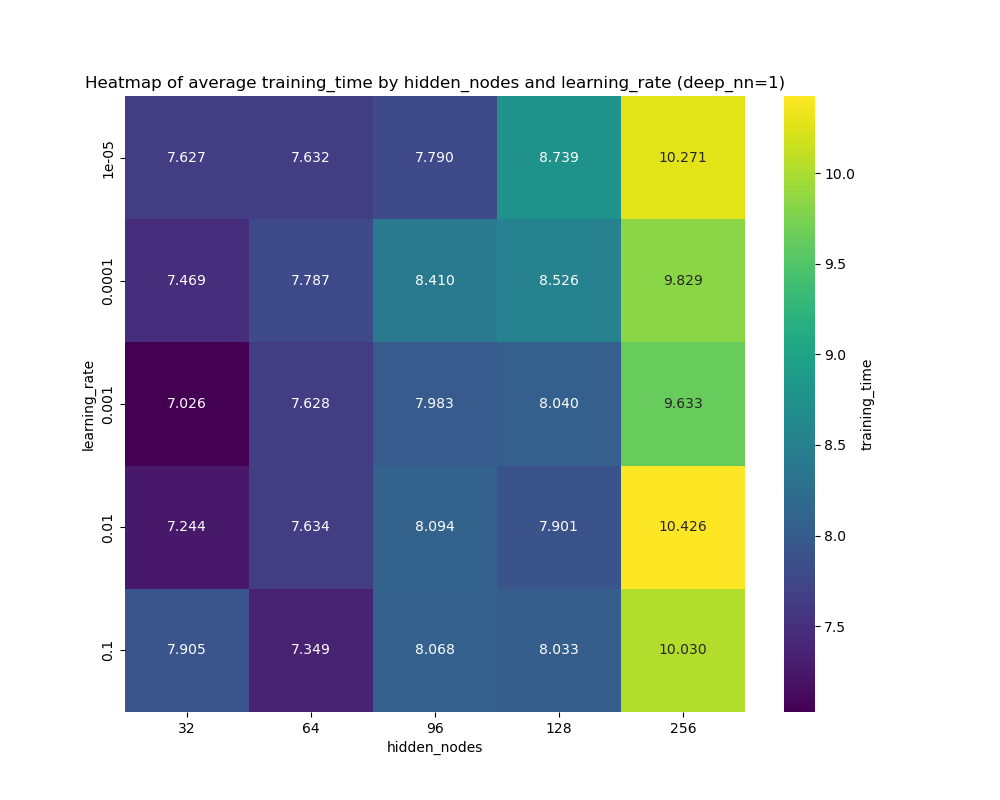 Heatmap of average training_time by hidden_nodes and learning_rate (deep_nn=1)
learning_rate
1e-05 7.627 7.632 7.790 8.739 10.271
0.0001 7.469 7.787 8.410 8.526 9.829
0.001 7.026 7.628 7.983 8.040 9.633
0.01 7.244 7.634 8.094 7.901 10.426
0.1 7.905 7.349 8.068 8.033 10.030
32 64 96 128 256
hidden_nodes
10.0
9.5
9.0
8.5
8.0
7.5
training_time